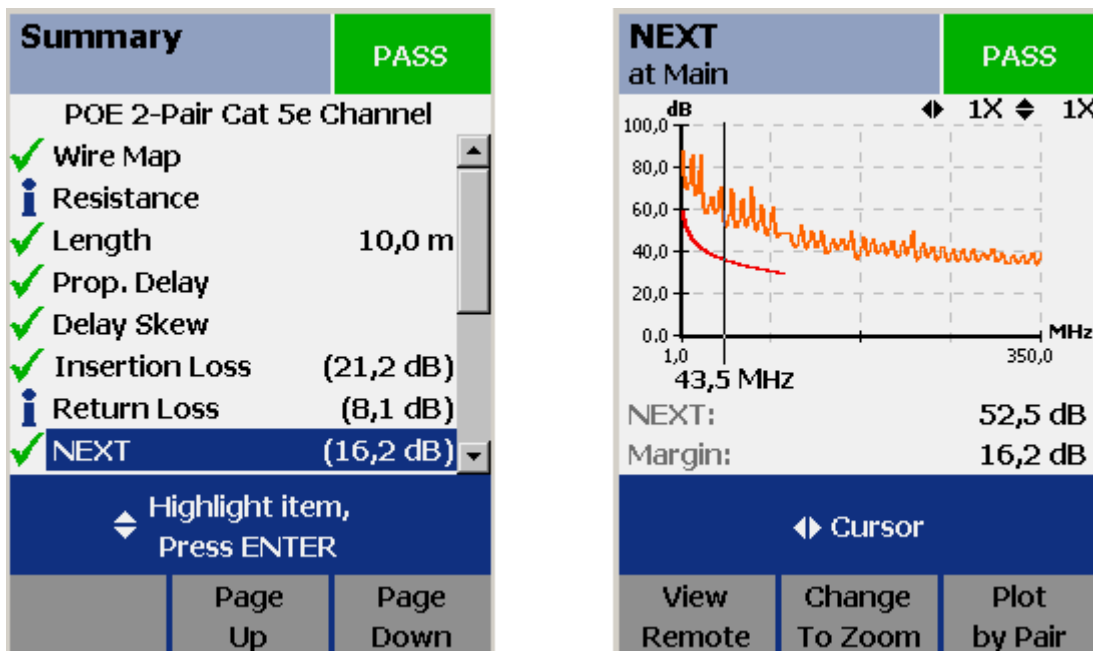 Summary
PASS
POE 2-Pair Cat 5e Channel
Wire Map
Resistance
Length 10,0 m
Prop. Delay
Delay Skew
Insertion Loss (21,2 dB)
Return Loss (8,1 dB)
NEXT (16,2 dB)
Highlight item,
Press ENTER
Page Up
Page Down
NEXT
at Main
PASS
dB 1X 1X
100,0
80,0
60,0
40,0
20,0
0.0
MHz
1,0 350,0
43,5 MHz
NEXT: 52,5 dB
Margin: 16,2 dB
Cursor
View Remote
Change To Zoom
Plot by Pair